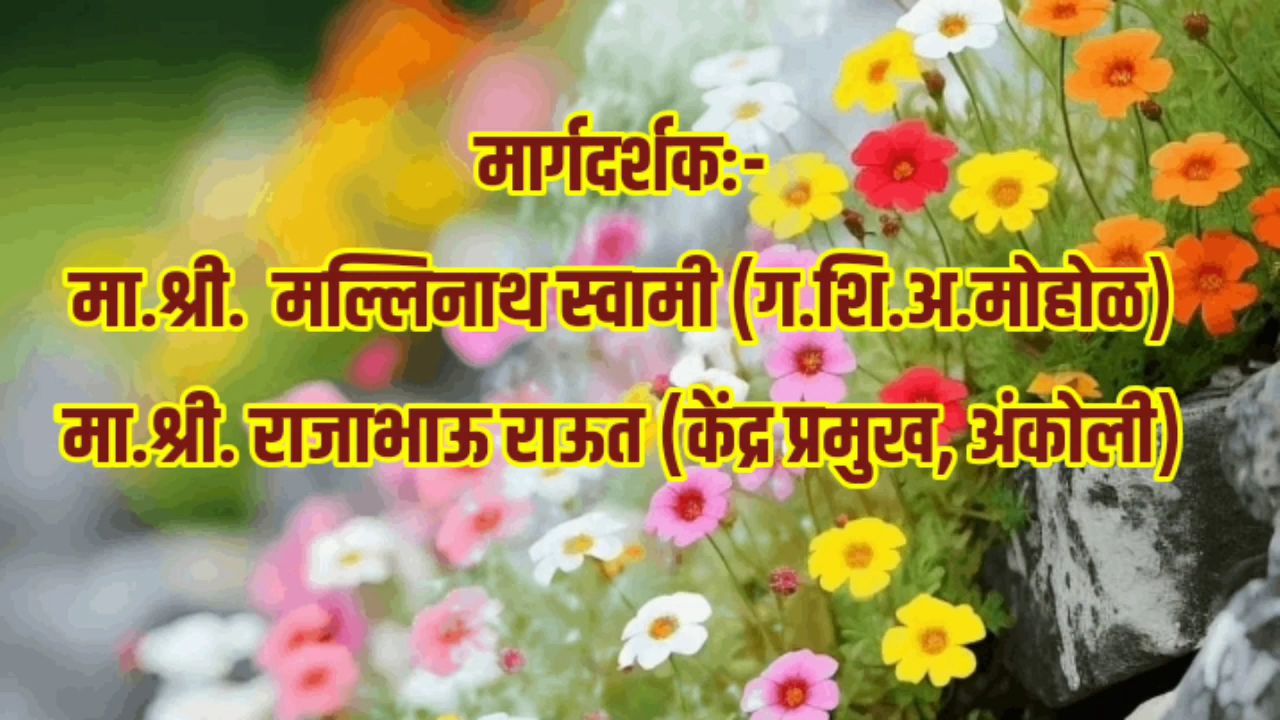 मार्गदर्शक:-
मा.श्री. मल्लिनाथ स्वामी (ग.शि.अ.मोहोळ)
मा.श्री. राजाभाऊ राऊत (केंद्र प्रमुख, अंकोली)